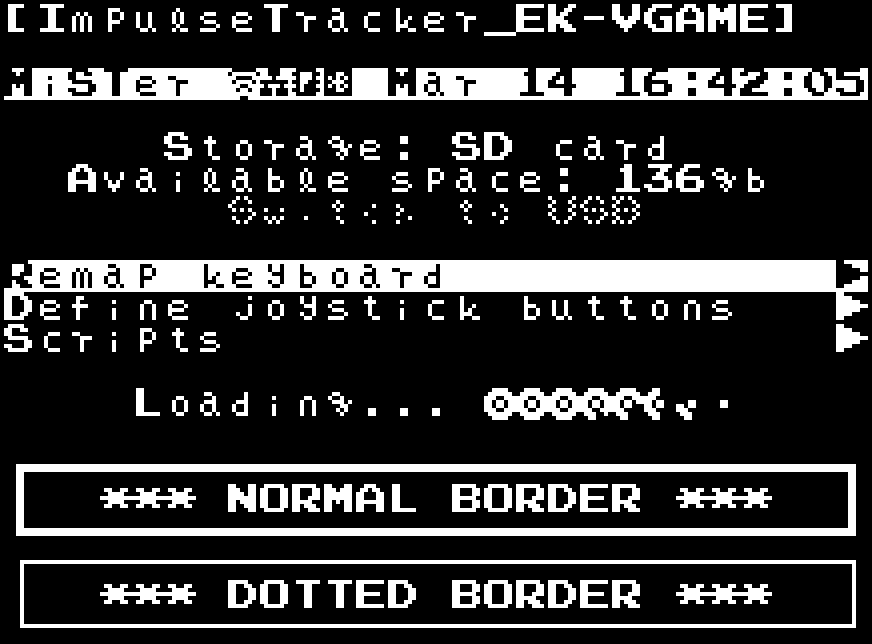 [ImpulseTracker_EK-VGAME]
MiSTer Mar 14 16:42:05
Storage: SD card
Available space: 136gb
Remap keyboard ►
Define joystick buttons ►
Scripts ►
Loading...
*** NORMAL BORDER ***
*** DOTTED BORDER ***